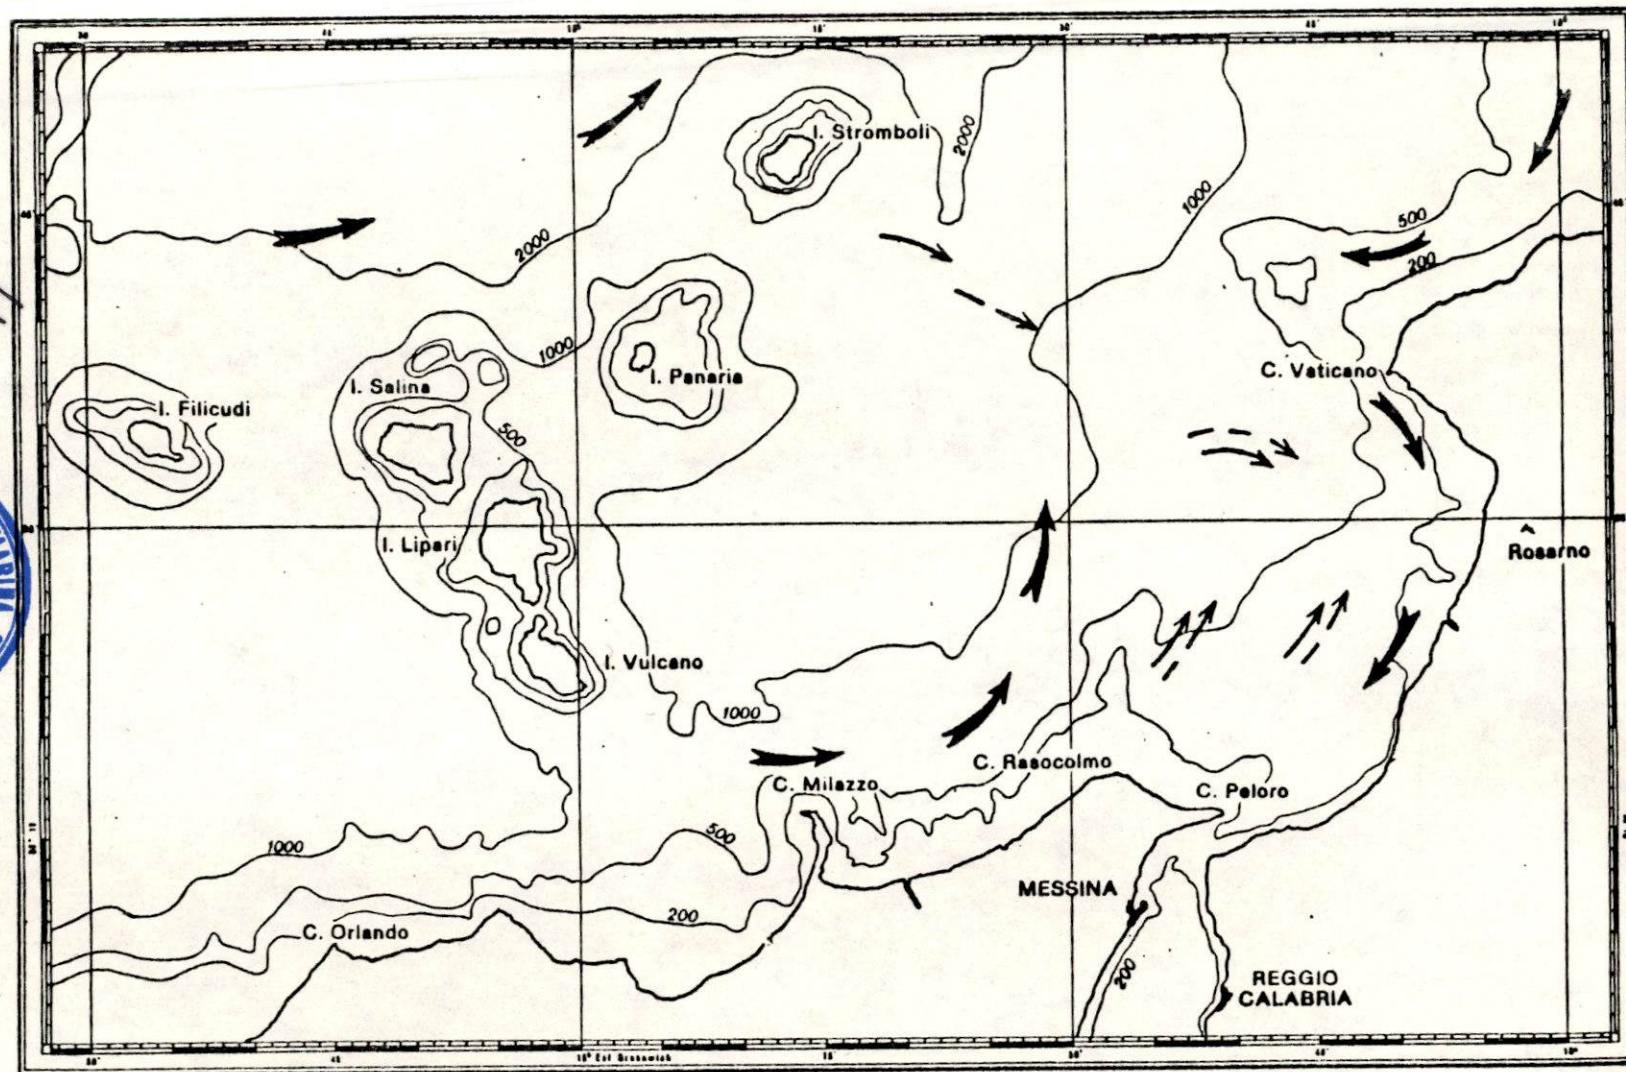 I. Stromboli
2000
1000
500
200
2000
1000
I. Panaria
I. Salina
I. Filicudi
C. Vaticano
500
I. Lipari
Rosarno
I. Vulcano
1000
C. Rasocolmo
C. Milazzo
C. Peloro
500
1000
MESSINA
200
C. Orlando
200
REGGIO
CALABRIA